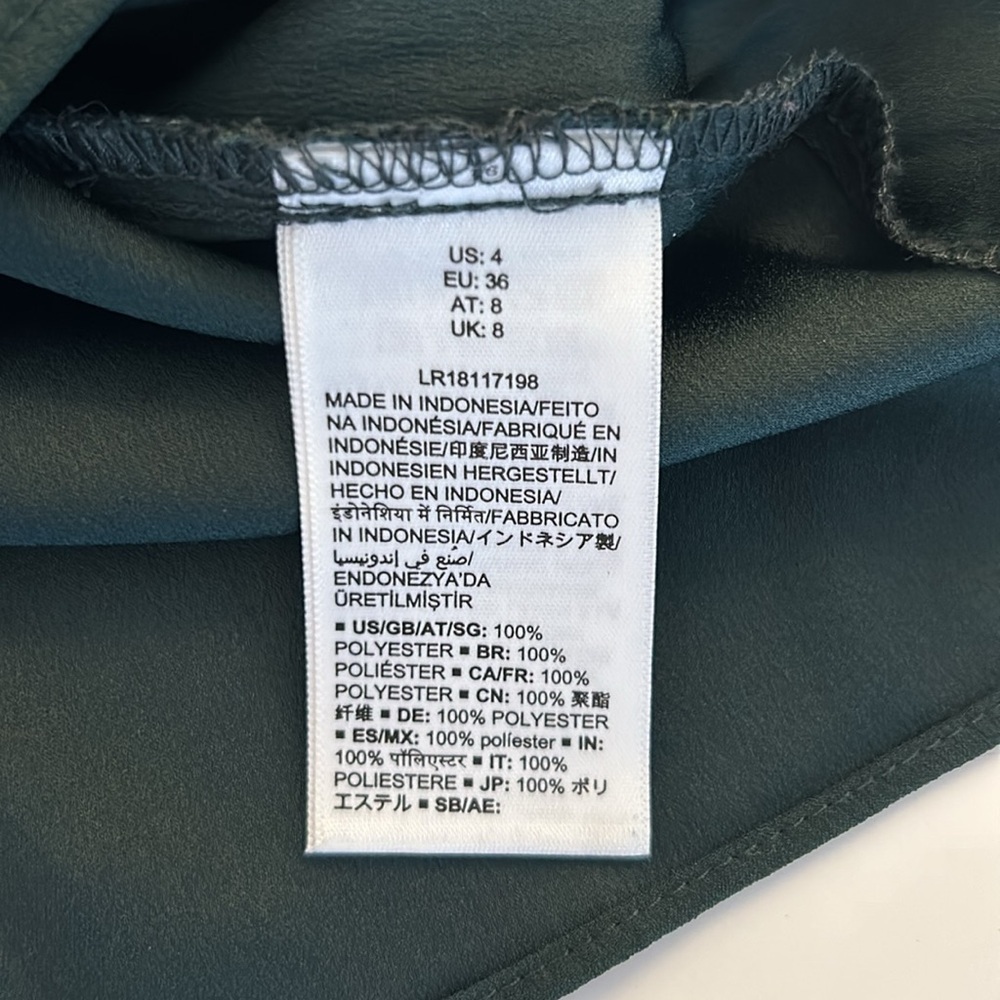 US: 4
EU: 36
AT: 8
UK: 8
LR18117198
MADE IN INDONESIA/FEITO
NA INDONÉSIA/FABRIQUÉ EN
INDONÉSIE/印度尼西亚制造/IN
INDONESIEN HERGESTELLT/
HECHO EN INDONESIA/
इंडोनेशिया में निर्मित/FABBRICATO
IN INDONESIA/インドネシア製/
صُنع في إندونيسيا/
ENDONEZYA'DA
ÜRETİLMİŞTİR
▪ US/GB/AT/SG: 100%
POLYESTER ▪ BR: 100%
POLIÉSTER ▪ CA/FR: 100%
POLYESTER ▪ CN: 100% 聚酯
纤维 ▪ DE: 100% POLYESTER
▪ ES/MX: 100% poliéster ▪ IN:
100% पॉलिएस्टर ▪ IT: 100%
POLIESTERE ▪ JP: 100% ポリ
エステル ▪ SB/AE: